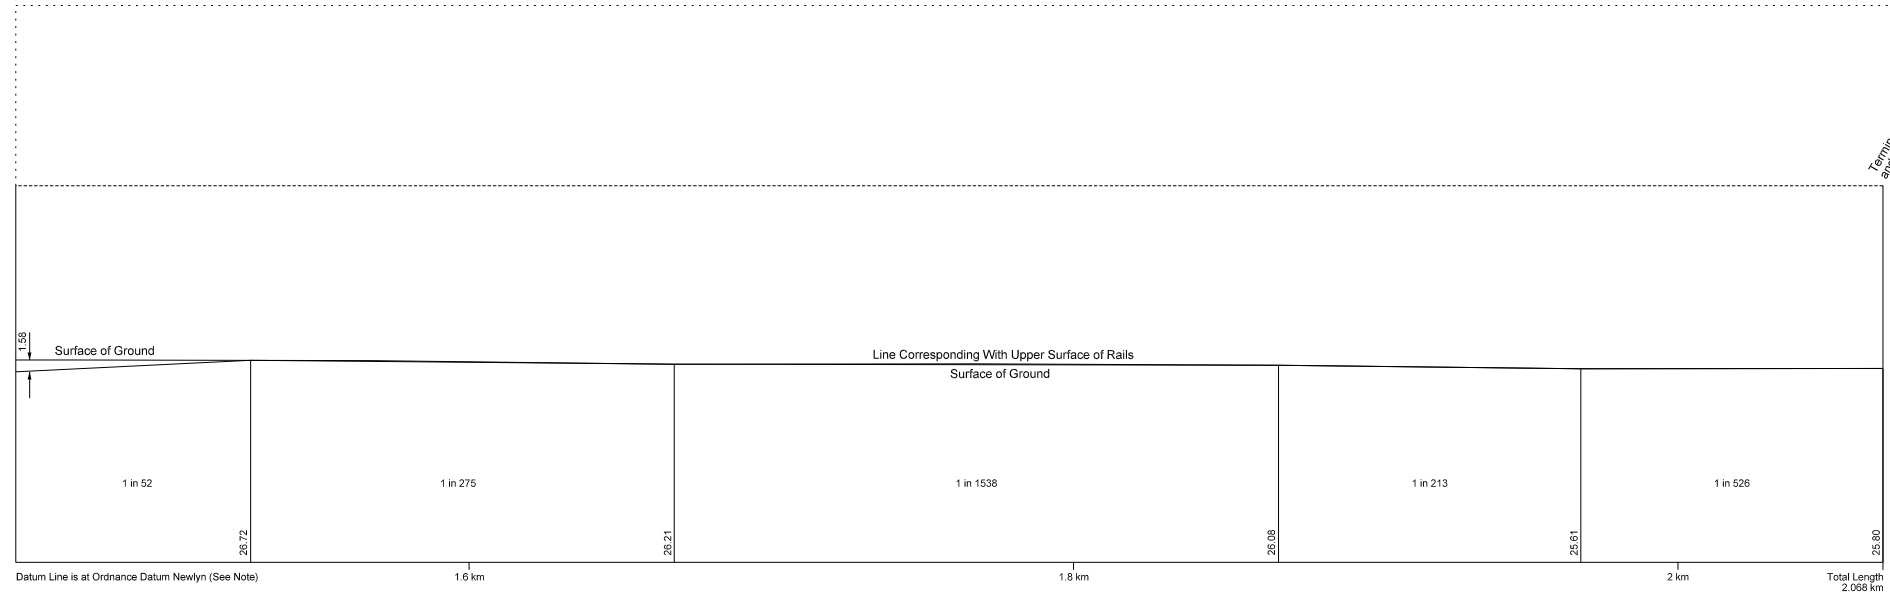 Termin
an
1.58
Surface of Ground
Line Corresponding With Upper Surface of Rails
Surface of Ground
1 in 52
1 in 275
1 in 1538
1 in 213
1 in 526
26.72
26.21
26.08
25.61
25.80
Datum Line is at Ordnance Datum Newlyn (See Note)
1.6 km
1.8 km
2 km
Total Length
2.068 km